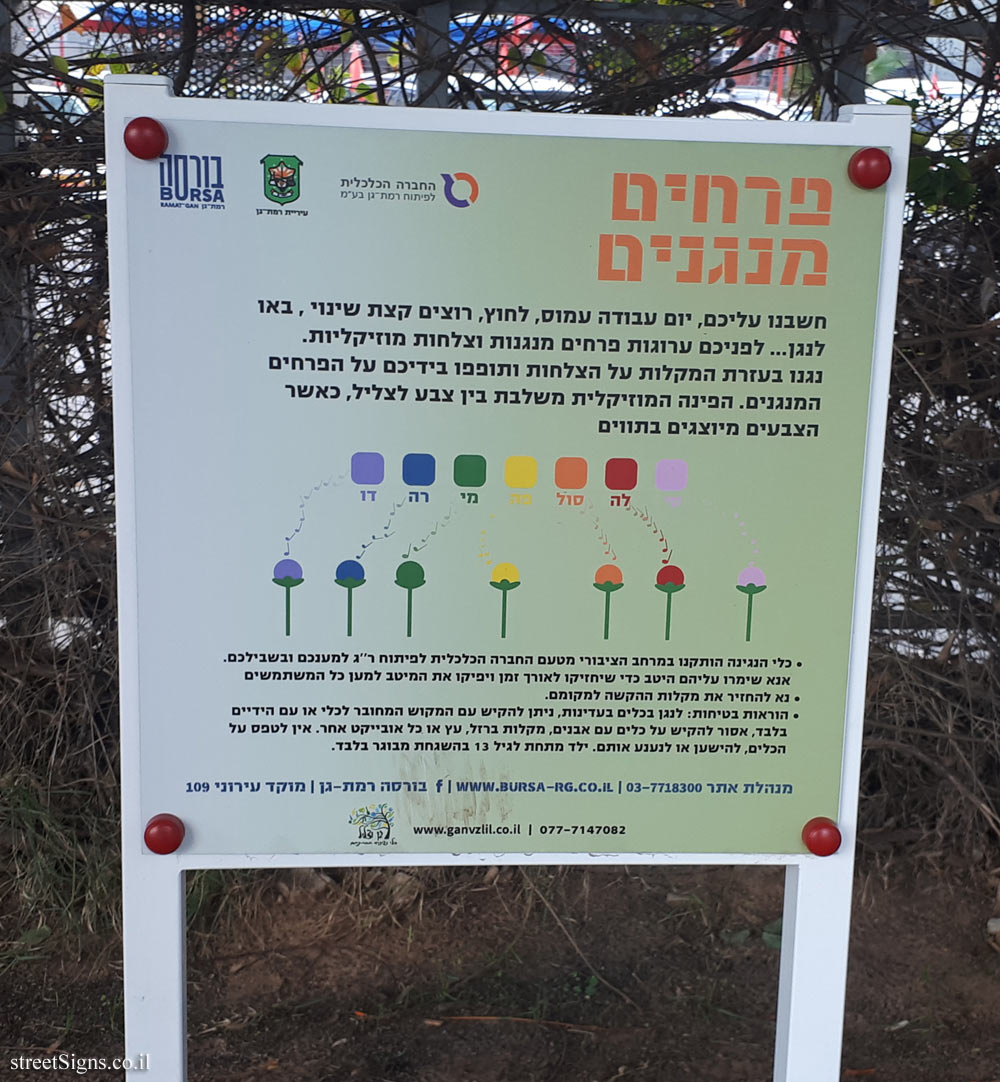 בורסה
BURSA
RAMAT-GAN רמת-גן
עיריית רמת-גן
החברה הכלכלית
לפיתוח רמת-גן בע"מ
פרחים
מנגנים
חשבנו עליכם, יום עבודה עמוס, לחוץ, רוצים קצת שינוי , באו
לנגן... לפניכם ערוגות פרחים מנגנות וצלחות מוזיקליות.
נגנו בעזרת המקלות על הצלחות ותופפו בידיכם על הפרחים
המנגנים. הפינה המוזיקלית משלבת בין צבע לצליל, כאשר
הצבעים מיוצגים בתווים
דו רה מי פה סול לה סי
• כלי הנגינה הותקנו במרחב הציבורי מטעם החברה הכלכלית לפיתוח ר''ג למענכם ובשבילכם.
אנא שימרו עליהם היטב כדי שיחזיקו לאורך זמן ויפיקו את המיטב למען כל המשתמשים
• נא להחזיר את מקלות ההקשה למקומם.
• הוראות בטיחות: לנגן בכלים בעדינות, ניתן להקיש עם המקוש המחובר לכלי או עם הידיים
בלבד, אסור להקיש על כלים עם אבנים, מקלות ברזל, עץ או כל אובייקט אחר. אין לטפס על
הכלים, להישען או לנענע אותם. ילד מתחת לגיל 13 בהשגחת מבוגר בלבד.
מנהלת אתר 03-7718300 | WWW.BURSA-RG.CO.IL | f בורסה רמת-גן | מוקד עירוני 109
www.ganvzlil.co.il | 077-7147082
גן צליל
streetSigns.co.il